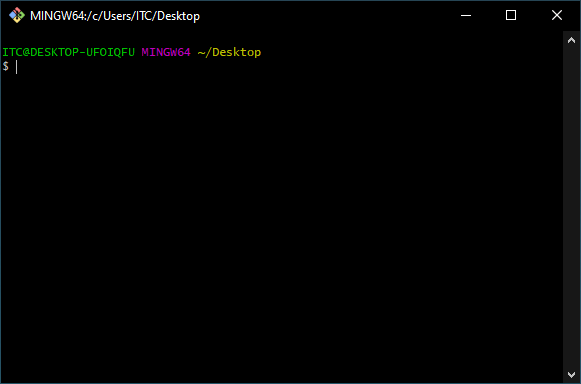 MINGW64:/c/Users/ITC/Desktop
ITC@DESKTOP-UFOIQFU MINGW64 ~/Desktop
$